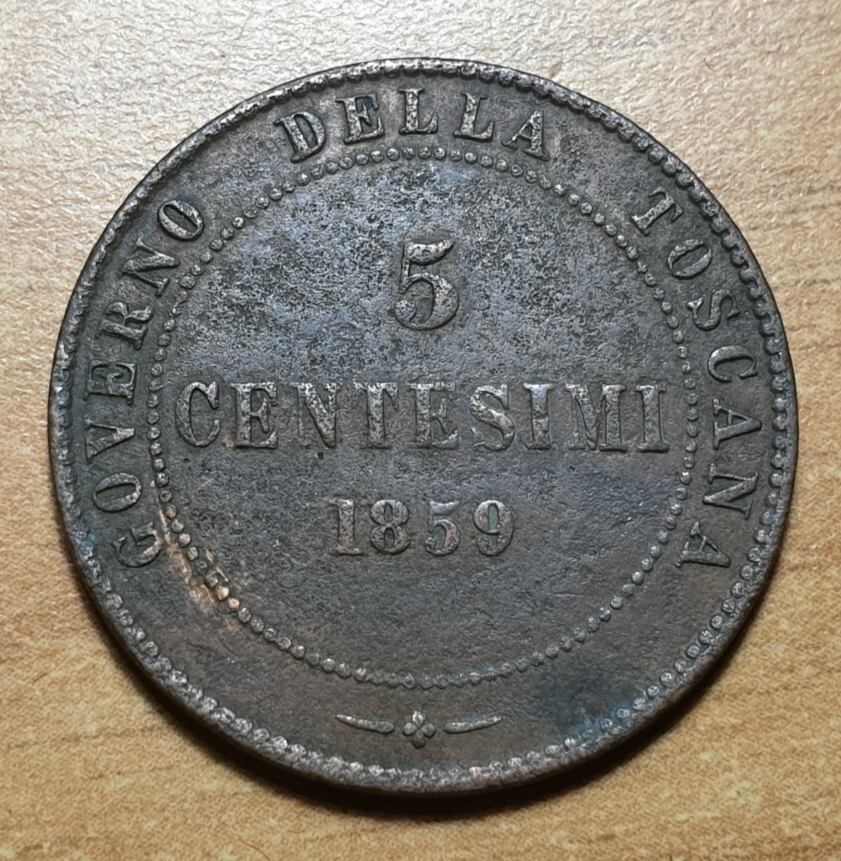 GOVERNO DELLA TOSCANA
5
CENTESIMI
1859